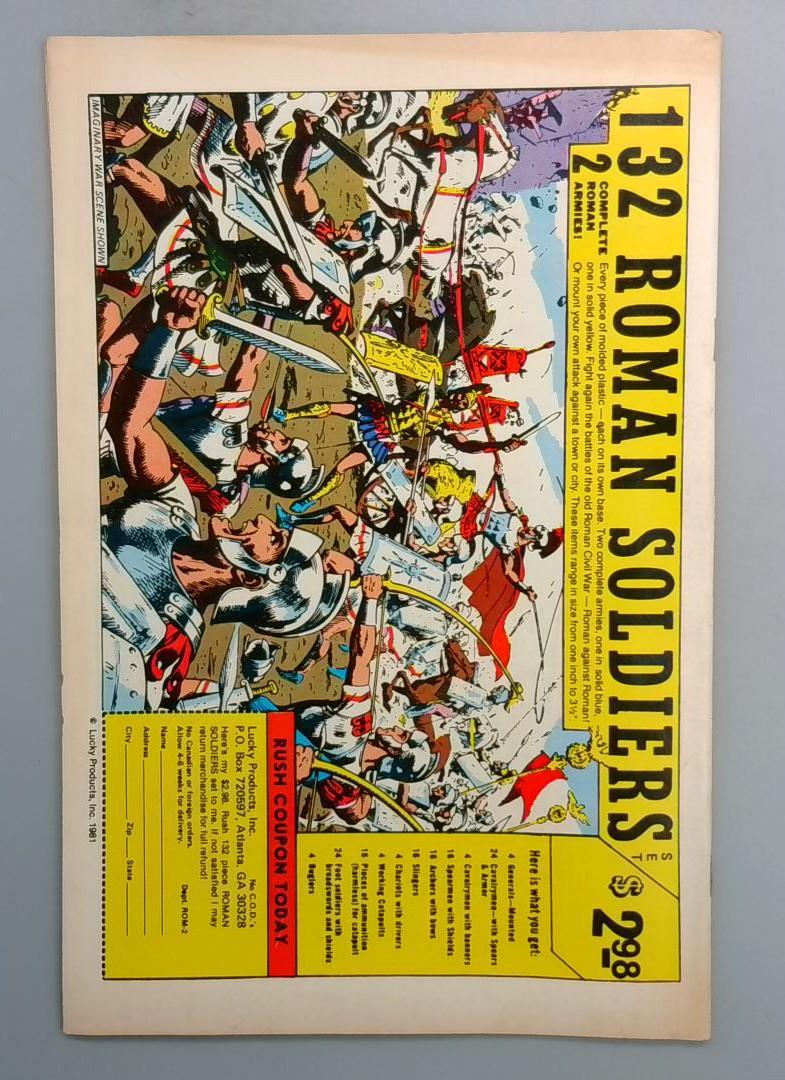 132 ROMAN SOLDIERS SET $2.98
2 COMPLETE ROMAN ARMIES!
Every piece of molded plastic — each on its own base. Two complete armies, one in solid blue,
one in solid yellow. Fight again the battles of the old Roman Civil War — Roman against Roman!
Or mount your own attack against a town or city. These items range in size from one inch to 3½"
Here is what you get:
4 Generals—Mounted
24 Cavalrymen—with Spears
& Armor
4 Cavalrymen with banners
16 Spearmen with Shields
16 Archers with bows
16 Slingers
4 Chariots with drivers
4 Working Catapults
16 Pieces of ammunition
(harmless) for catapult
24 Foot soldiers with
broadswords and shields
4 Buglers
RUSH COUPON TODAY
Lucky Products, Inc. No C.O.D.'s
P.O. Box 720597, Atlanta, GA 30328
Here's my $2.98. Rush 132 piece ROMAN
SOLDIERS set to me. If not satisfied I may
return merchandise for full refund!
No Canadian or foreign orders.
Allow 4-6 weeks for delivery. Dept. ROM-2
Name
Address
City Zip State
IMAGINARY WAR SCENE SHOWN
© Lucky Products, Inc. 1981